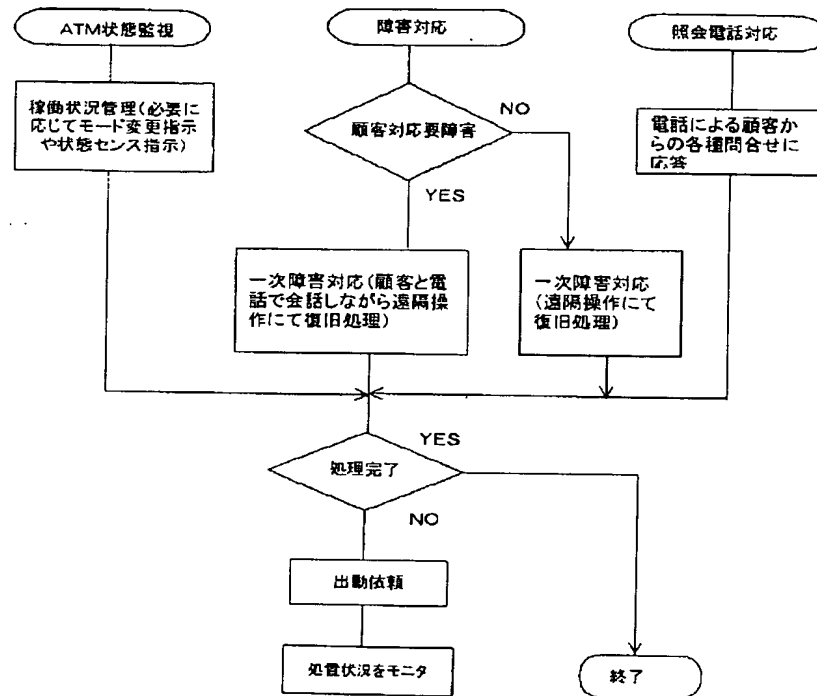 ATM状態監視
障害対応
照会電話対応
稼働状況管理(必要に
応じてモード変更指示
や状態センス指示)
顧客対応要障害
NO
電話による顧客か
らの各種問合せに
応答
YES
一次障害対応(顧客と電
話で会話しながら遠隔操
作にて復旧処理)
一次障害対応
(遠隔操作にて
復旧処理)
YES
処理完了
NO
出動依頼
処置状況をモニタ
終了